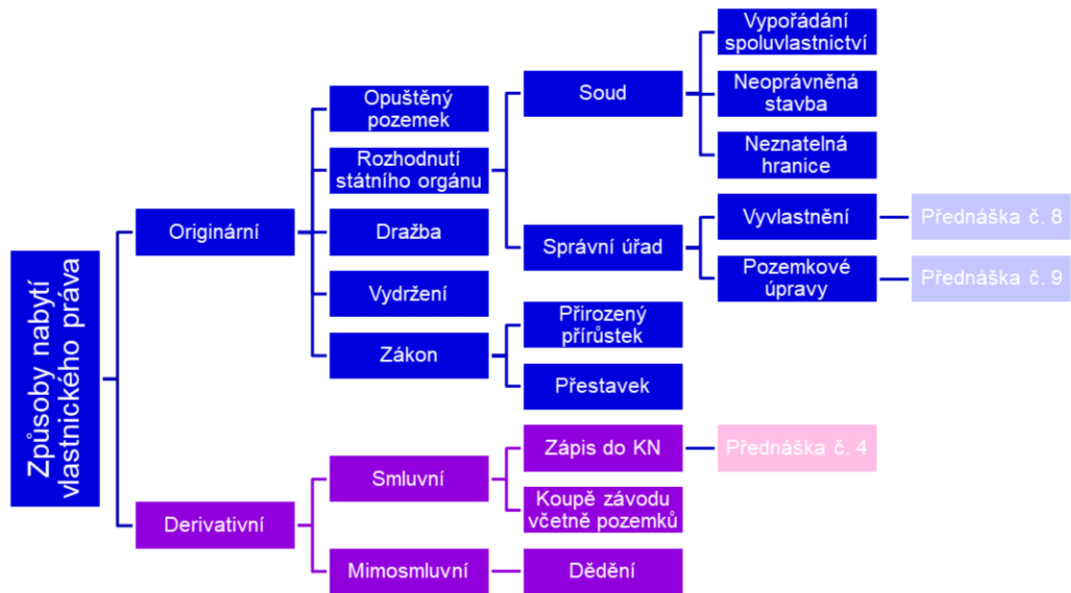 Způsoby nabytí
vlastnického práva
Originární
Opuštěný
pozemek
Rozhodnutí
státního orgánu
Soud
Vypořádání
spoluvlastnictví
Neoprávněná
stavba
Neznatelná
hranice
Správní úřad
Vyvlastnění
Přednáška č. 8
Pozemkové
úpravy
Přednáška č. 9
Dražba
Vydržení
Zákon
Přirozený
přírůstek
Přestavek
Derivativní
Smluvní
Zápis do KN
Přednáška č. 4
Koupě závodu
včetně pozemků
Mimosmluvní
Dědění